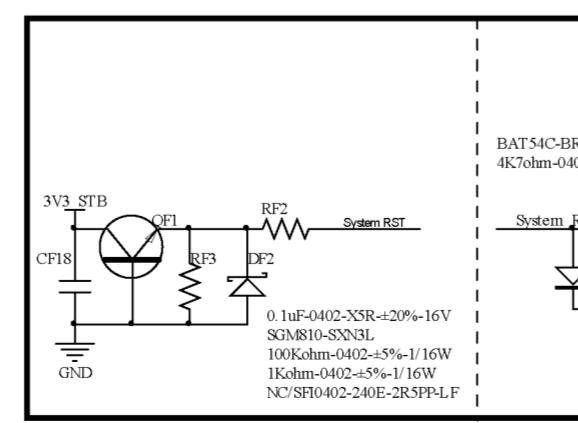 BAT54C-BR
4K7ohm-040
3V3_STB
QF1
RF2
System RST
System_R
CF18
RF3
DF2
0.1uF-0402-X5R-±20%-16V
SGM810-SXN3L
100Kohm-0402-±5%-1/16W
1Kohm-0402-±5%-1/16W
NC/SFI0402-240E-2R5PP-LF
GND